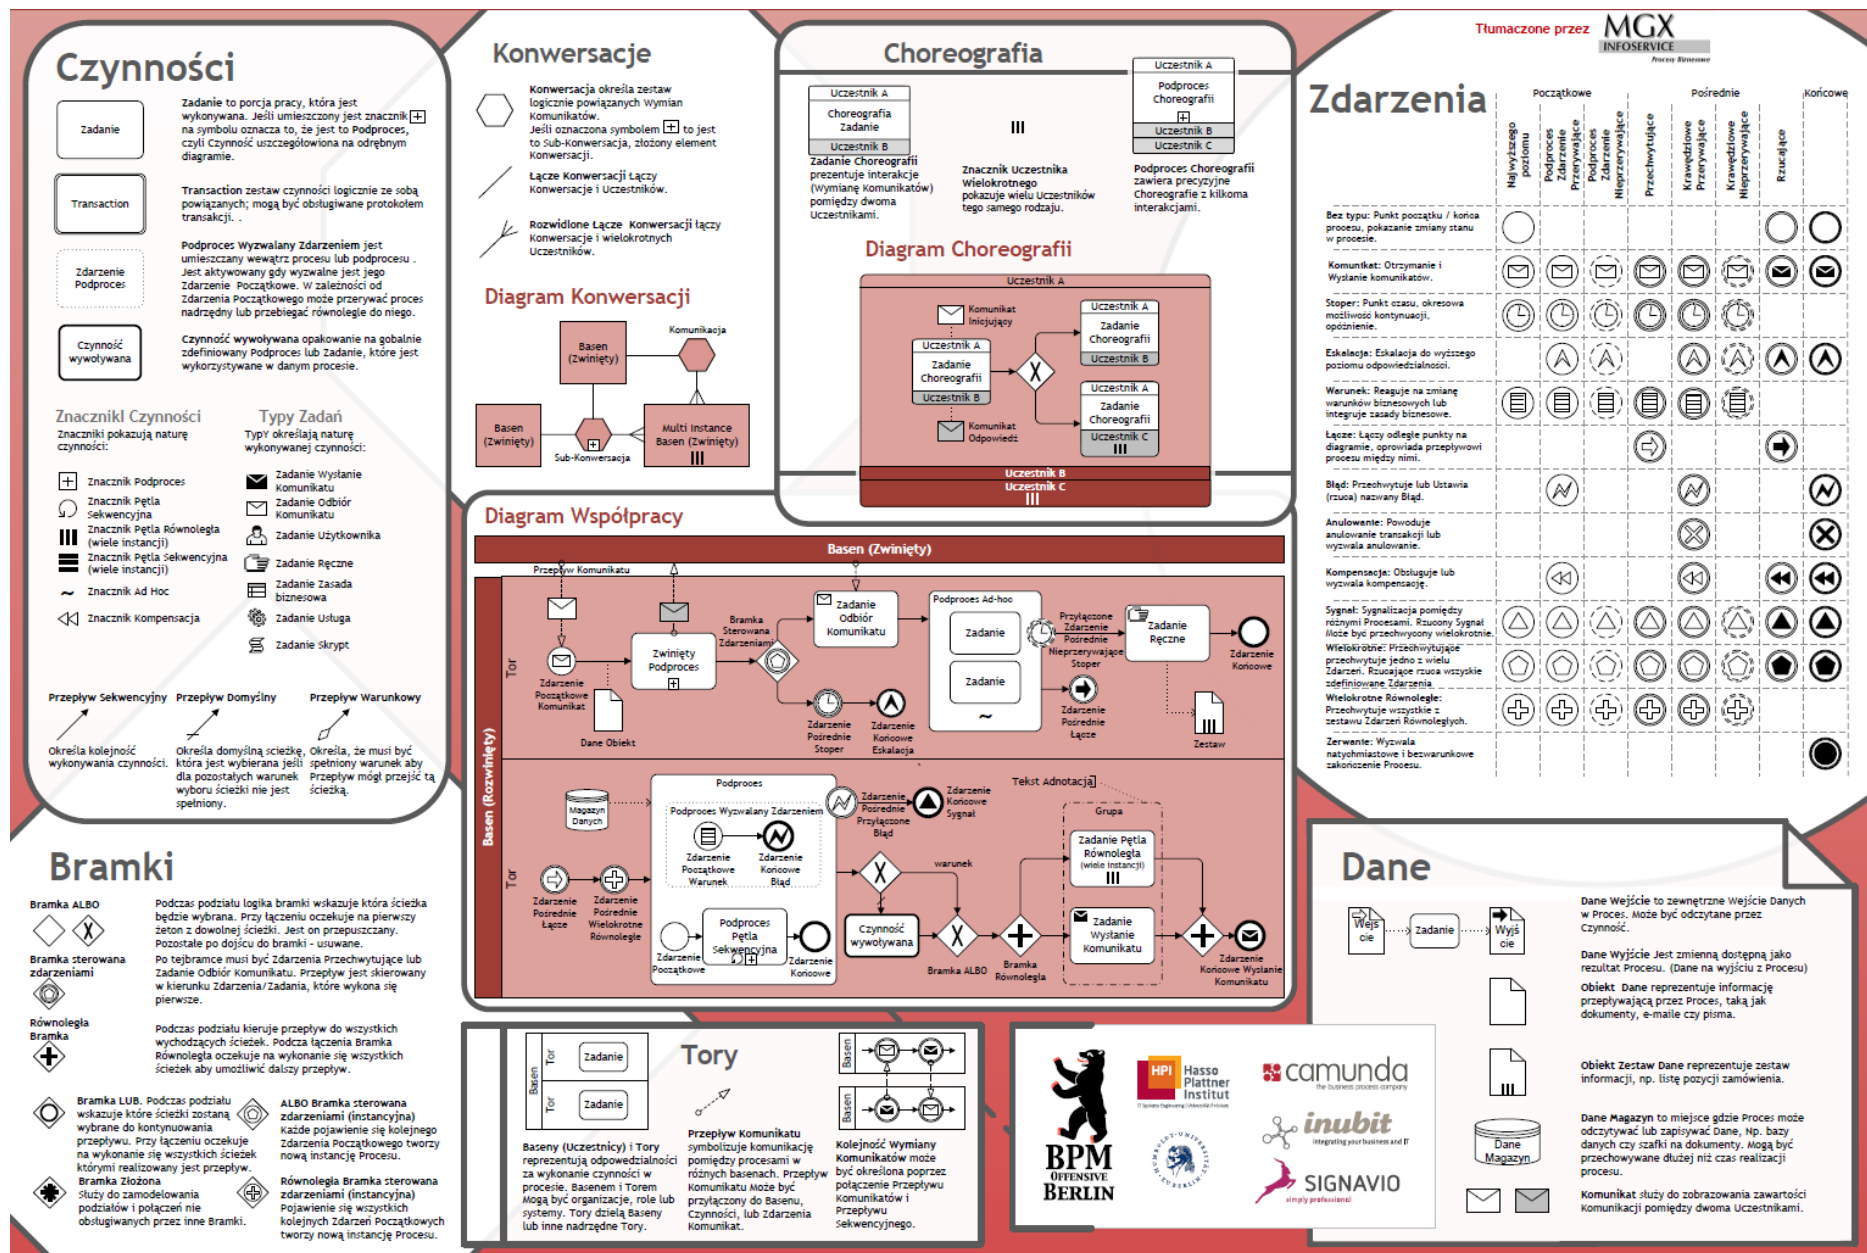 Czynności
Zadanie
Zadanie to porcja pracy, która jest
wykonywana. Jeśli umieszczony jest znacznik
na symbolu oznacza to, że jest to Podproces,
czyli Czynność uszczegółowiona na odrębnym
diagramie.
Transaction
Transaction zestaw czynności logicznie ze sobą
powiązanych; mogą być obsługiwane protokołem
transakcji. .
Zdarzenie
Podproces
Podproces Wyzwalany Zdarzeniem jest
umieszczany wewątrz procesu lub podprocesu .
Jest aktywowany gdy wyzwalne jest jego
Zdarzenie Początkowe. W zależności od
Zdarzenia Początkowego może przerywać proces
nadrzędny lub przebiegać równolegle do niego.
Czynność
wywoływana
Czynność wywoływana opakowanie na gobalnie
zdefiniowany Podproces lub Zadanie, które jest
wykorzystywane w danym procesie.
ZnacznikI Czynności
Znaczniki pokazują naturę
czynności:
Znacznik Podproces
Znacznik Pętla
Sekwencyjna
Znacznik Pętla Równoległa
(wiele instancji)
Znacznik Pętla Sekwencyjna
(wiele instancji)
Znacznik Ad Hoc
Znacznik Kompensacja
Typy Zadań
TypY określają naturę
wykonywanej czynności:
Zadanie Wysłanie
Komunikatu
Zadanie Odbiór
Komunikatu
Zadanie Użytkownika
Zadanie Ręczne
Zadanie Zasada
biznesowa
Zadanie Usługa
Zadanie Skrypt
Przepływ Sekwencyjny
Określa kolejność
wykonywania czynności.
Przepływ Domyślny
Określa domyślną scieżkę,
która jest wybierana jeśli
dla pozostałych warunek
wyboru ścieżki nie jest
spełniony.
Przepływ Warunkowy
Określa, że musi być
spełniony warunek aby
Przepływ mógł przejść tą
ścieżką.
Bramki
Bramka ALBO
Podczas podziału logika bramki wskazuje która ścieżka
będzie wybrana. Przy łączeniu oczekuje na pierwszy
żeton z dowolnej ścieżki. Jest on przepuszczany.
Pozostałe po dojścu do bramki - usuwane.
Bramka sterowana
zdarzeniami
Po tejbramce musi być Zdarzenia Przechwytujące lub
Zadanie Odbiór Komunikatu. Przepływ jest skierowany
w kierunku Zdarzenia/Zadania, które wykona się
pierwsze.
Równoległa
Bramka
Podczas podziału kieruje przepływ do wszystkich
wychodzących ścieżek. Podcza łączenia Bramka
Równoległa oczekuje na wykonanie się wszystkich
ścieżek aby umożliwić dalszy przepływ.
Bramka LUB. Podczas podziału
wskazuje które ścieżki zostaną
wybrane do kontynuowania
przepływu. Przy łączeniu oczekuje
na wykonanie się wszystkich ścieżek
którymi realizowany jest przepływ.
Bramka Złożona
Służy do zamodelowania
podziałów i połączeń nie
obsługiwanych przez inne Bramki.
ALBO Bramka sterowana
zdarzeniami (instancyjna)
Każde pojawienie się kolejnego
Zdarzenia Początkowego tworzy
nową instancję Procesu.
Równoległa Bramka sterowana
zdarzeniami (instancyjna)
Pojawienie się wszystkich
kolejnych Zdarzeń Początkowych
tworzy nową instancję Procesu.
Konwersacje
Konwersacja określa zestaw
logicznie powiązanych Wymian
Komunikatów.
Jeśli oznaczona symbolem to jest
to Sub-Konwersacja, złożony element
Konwersacji.
Łącze Konwersacji Łączy
Konwersacje i Uczestników.
Rozwidlone Łącze Konwersacji łączy
Konwersacje i wielokrotnych
Uczestników.
Diagram Konwersacji
Basen
(Zwinięty)
Komunikacja
Basen
(Zwinięty)
Sub-Konwersacja
Multi Instance
Basen (Zwinięty)
Choreografia
Uczestnik A
Choreografia
Zadanie
Uczestnik B
Zadanie Choreografii
prezentuje interakcje
(Wymianę Komunikatów)
pomiędzy dwoma
Uczestnikami.
Znacznik Uczestnika
Wielokrotnego
pokazuje wielu Uczestników
tego samego rodzaju.
Uczestnik A
Podproces
Choreografii
Uczestnik B
Uczestnik C
Podproces Choreografii
zawiera precyzyjne
Choreografie z kilkoma
interakcjami.
Diagram Choreografii
Uczestnik A
Komunikat
Inicjujący
Uczestnik A
Zadanie
Choreografii
Uczestnik B
Komunikat
Odpowiedź
Uczestnik A
Zadanie
Choreografii
Uczestnik B
Uczestnik A
Zadanie
Choreografii
Uczestnik C
Uczestnik B
Uczestnik C
Diagram Współpracy
Basen (Zwinięty)
Przepływ Komunikatu
Basen (Rozwinięty)
Tor
Zdarzenie
Początkowe
Komunikat
Dane Obiekt
Zwinięty
Podproces
Bramka
Sterowana
Zdarzeniami
Zadanie
Odbiór
Komunikatu
Zdarzenie
Pośrednie
Stoper
Zdarzenie
Końcowe
Eskalacja
Podproces Ad-hoc
Zadanie
Zadanie
Przyłączone
Zdarzenie
Pośrednie
Nieprzerywające
Stoper
Zdarzenie
Pośrednie
Łącze
Zadanie
Ręczne
Zestaw
Zdarzenie
Końcowe
Tor
Magazyn
Danych
Zdarzenie
Pośrednie
Łącze
Zdarzenie
Pośrednie
Wielokrotne
Równoległe
Podproces
Podproces Wyzwalany Zdarzeniem
Zdarzenie
Początkowe
Warunek
Zdarzenie
Końcowe
Błąd
Zdarzenie
Początkowe
Podproces
Pętla
Sekwencyjna
Zdarzenie
Końcowe
Zdarzenie
Pośrednie
Przyłączone
Błąd
Zdarzenie
Końcowe
Sygnał
warunek
Czynność
wywoływana
Bramka ALBO
Bramka
Równoległa
Tekst Adnotacja
Grupa
Zadanie Pętla
Równoległa
(wiele instancji)
Zadanie
Wysłanie
Komunikatu
Zdarzenie
Końcowe Wysłanie
Komunikatu
Tory
Basen
Tor
Zadanie
Tor
Zadanie
Baseny (Uczestnicy) i Tory
reprezentują odpowedzialności
za wykonanie czynności w
procesie. Basenem i Torem
Mogą być organizacje, role lub
systemy. Tory dzielą Baseny
lub inne nadrzędne Tory.
Przepływ Komunikatu
symbolizuje komunikację
pomiędzy procesami w
różnych basenach. Przepływ
Komunikatu Może być
przyłączony do Basenu,
Czynności, lub Zdarzenia
Komunikat.
Basen
Basen
Kolejność Wymiany
Komunikatów może
być określona poprzez
połączenie Przepływu
Komunikatów i
Przepływu
Sekwencyjnego.
BPM
OFFENSIVE
BERLIN
HPI
Hasso
Plattner
Institut
camunda
the business process company
inubit
integrating your business and IT
HUMBOLDT-UNIVERSITÄT ZU BERLIN
SIGNAVIO
simply professional
Tłumaczone przez
MGX
INFOSERVICE
Procesy Biznesowe
Zdarzenia
Początkowe
Pośrednie
Końcowe
Najwyższego
poziomu
Podproces
Zdarzenie
Przerywające
Podproces
Zdarzenie
Nieprzerywające
Przechwytujące
Krawędziowe
Przerywające
Krawędziowe
Nieprzerywające
Rzucające
Bez typu: Punkt początku / końca
procesu, pokazanie zmiany stanu
w procesie.
Komunikat: Otrzymanie i
Wysłanie komunikatów.
Stoper: Punkt czasu, okresowa
możliwość kontynuacji,
opóźnienie.
Eskalacja: Eskalacja do wyższego
poziomu odpowiedzialności.
Warunek: Reaguje na zmianę
warunków biznesowych lub
integruje zasady biznesowe.
Łącze: Łączy odległe punkty na
diagramie, oprowadia przepływowi
procesu między nimi.
Błąd: Przechwytuje lub Ustawia
(rzuca) nazwany Błąd.
Anulowanie: Powoduje
anulowanie transakcji lub
wyzwala anulowanie.
Kompensacja: Obsługuje lub
wyzwala kompensację.
Sygnał: Sygnalizacja pomiędzy
różnymi Procesami. Rzucony Sygnał
Może być przechwycony wielokrotnie.
Wielokrotne: Przechwytujące
przechwytuje jedno z wielu
Zdarzeń. Rzucające rzuca wszyskie
zdefiniowane Zdarzenia
Wielokrotne Równoległe:
Przechwytuje wszystkie z
zestawu Zdarzeń Równoległych.
Zerwanie: Wyzwala
natychmiastowe i bezwarunkowe
zakończenie Procesu.
Dane
Wejś
cie
Zadanie
Wyjś
cie
Dane Wejście to zewnętrzne Wejście Danych
w Proces. Może być odczytane przez
Czynność.
Dane Wyjście Jest zmienną dostępną jako
rezultat Procesu. (Dane na wyjściu z Procesu)
Obiekt Dane reprezentuje informację
przepływającą przez Proces, taką jak
dokumenty, e-maile czy pisma.
Obiekt Zestaw Dane reprezentuje zestaw
informacji, np. listę pozycji zamówienia.
Dane
Magazyn
Dane Magazyn to miejsce gdzie Proces może
odczytywać lub zapisywać Dane, Np. bazy
danych czy szafki na dokumenty. Mogą być
przechowywane dłużej niż czas realizacji
procesu.
Komunikat służy do zobrazowania zawartości
Komunikacji pomiędzy dwoma Uczestnikami.